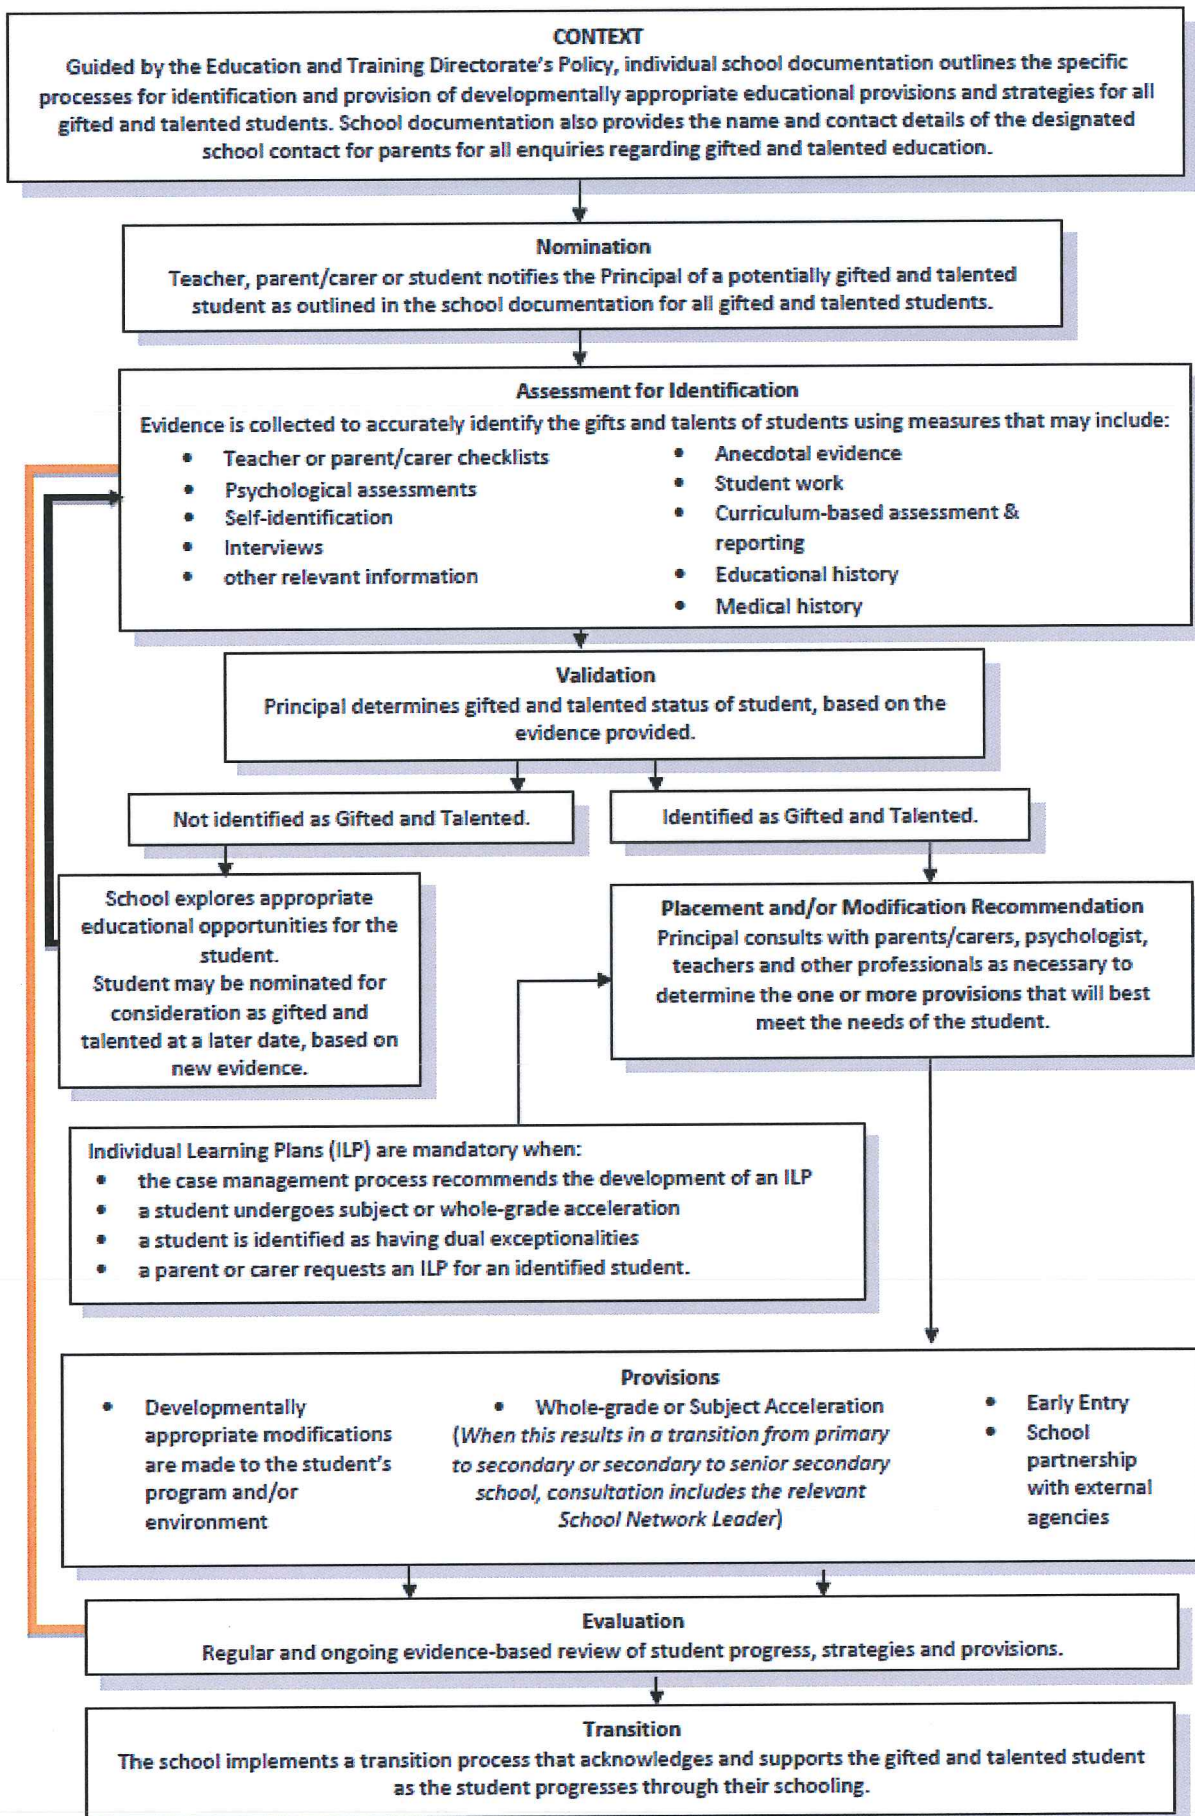 CONTEXT
Guided by the Education and Training Directorate's Policy, individual school documentation outlines the specific
processes for identification and provision of developmentally appropriate educational provisions and strategies for all
gifted and talented students. School documentation also provides the name and contact details of the designated
school contact for parents for all enquiries regarding gifted and talented education.
Nomination
Teacher, parent/carer or student notifies the Principal of a potentially gifted and talented
student as outlined in the school documentation for all gifted and talented students.
Assessment for Identification
Evidence is collected to accurately identify the gifts and talents of students using measures that may include:
• Teacher or parent/carer checklists
• Psychological assessments
• Self-identification
• Interviews
• other relevant information
• Anecdotal evidence
• Student work
• Curriculum-based assessment &
reporting
• Educational history
• Medical history
Validation
Principal determines gifted and talented status of student, based on the
evidence provided.
Not identified as Gifted and Talented.
Identified as Gifted and Talented.
School explores appropriate
educational opportunities for the
student.
Student may be nominated for
consideration as gifted and
talented at a later date, based on
new evidence.
Placement and/or Modification Recommendation
Principal consults with parents/carers, psychologist,
teachers and other professionals as necessary to
determine the one or more provisions that will best
meet the needs of the student.
Individual Learning Plans (ILP) are mandatory when:
• the case management process recommends the development of an ILP
• a student undergoes subject or whole-grade acceleration
• a student is identified as having dual exceptionalities
• a parent or carer requests an ILP for an identified student.
Provisions
• Developmentally
appropriate modifications
are made to the student's
program and/or
environment
• Whole-grade or Subject Acceleration
(When this results in a transition from primary
to secondary or secondary to senior secondary
school, consultation includes the relevant
School Network Leader)
• Early Entry
• School
partnership
with external
agencies
Evaluation
Regular and ongoing evidence-based review of student progress, strategies and provisions.
Transition
The school implements a transition process that acknowledges and supports the gifted and talented student
as the student progresses through their schooling.